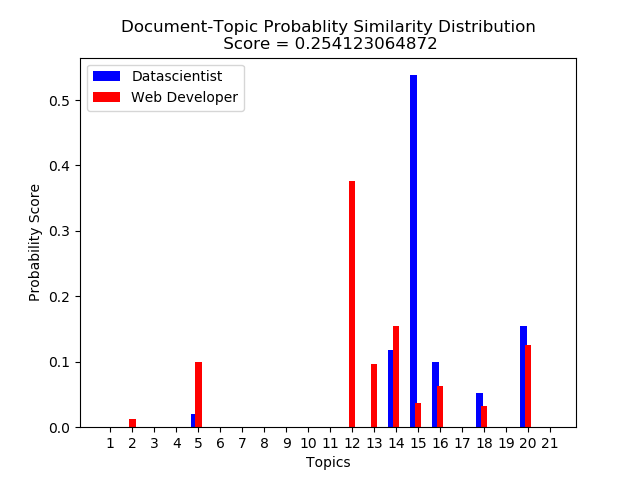 Document-Topic Probablity Similarity Distribution
Score = 0.254123064872
Datascientist
Web Developer
Probability Score
0.5
0.4
0.3
0.2
0.1
0.0
1 2 3 4 5 6 7 8 9 10 11 12 13 14 15 16 17 18 19 20 21
Topics